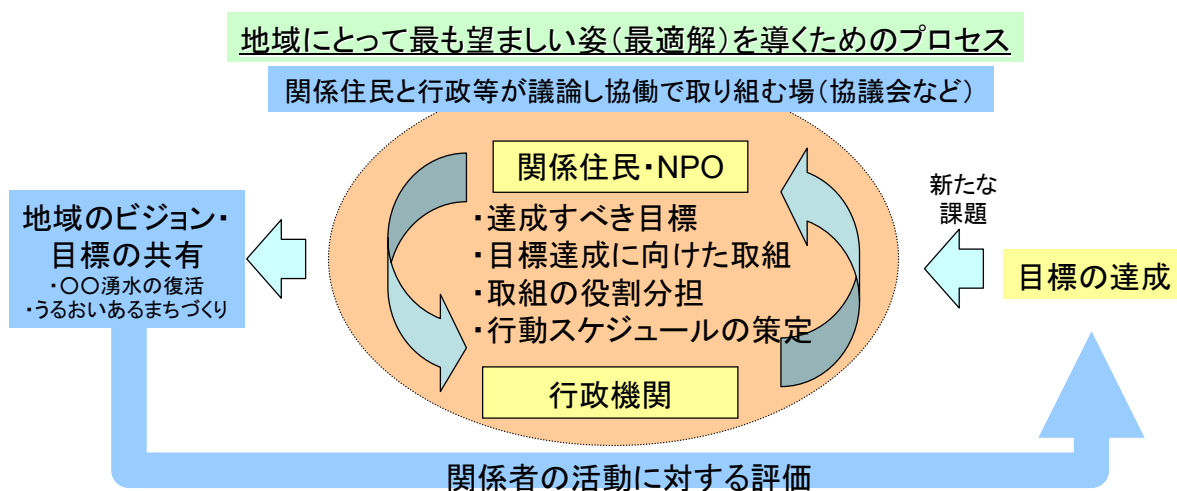 地域にとって最も望ましい姿(最適解)を導くためのプロセス
関係住民と行政等が議論し協働で取り組む場(協議会など)
関係住民・NPO
・達成すべき目標
・目標達成に向けた取組
・取組の役割分担
・行動スケジュールの策定
行政機関
地域のビジョン・
目標の共有
・〇〇湧水の復活
・うるおいあるまちづくり
新たな
課題
目標の達成
関係者の活動に対する評価